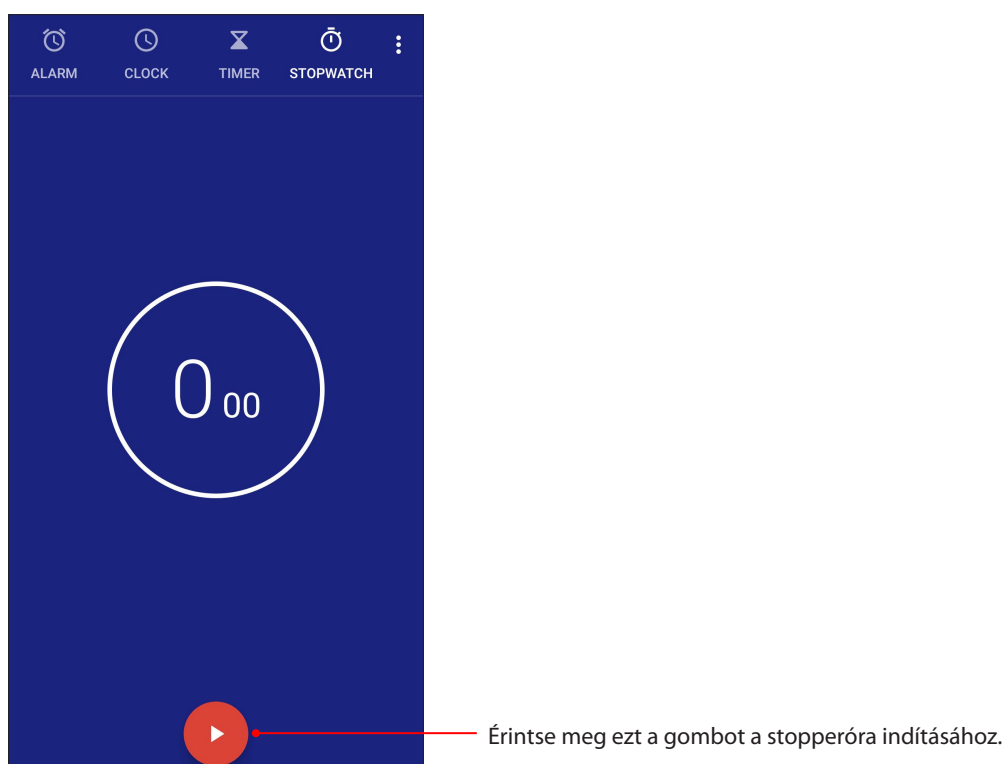 ALARM CLOCK TIMER STOPWATCH
0 00
Érintse meg ezt a gombot a stopperóra indításához.